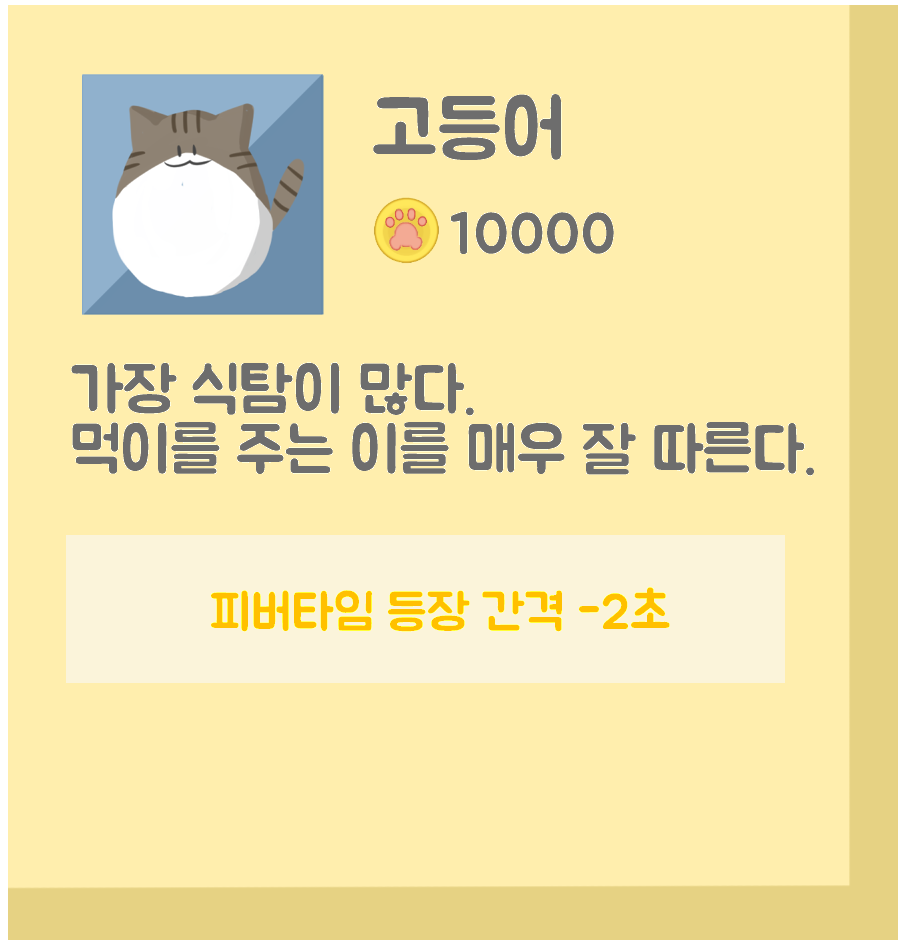 고등어
10000
가장 식탐이 많다.
먹이를 주는 이를 매우 잘 따른다.
피버타임 등장 간격 -2초